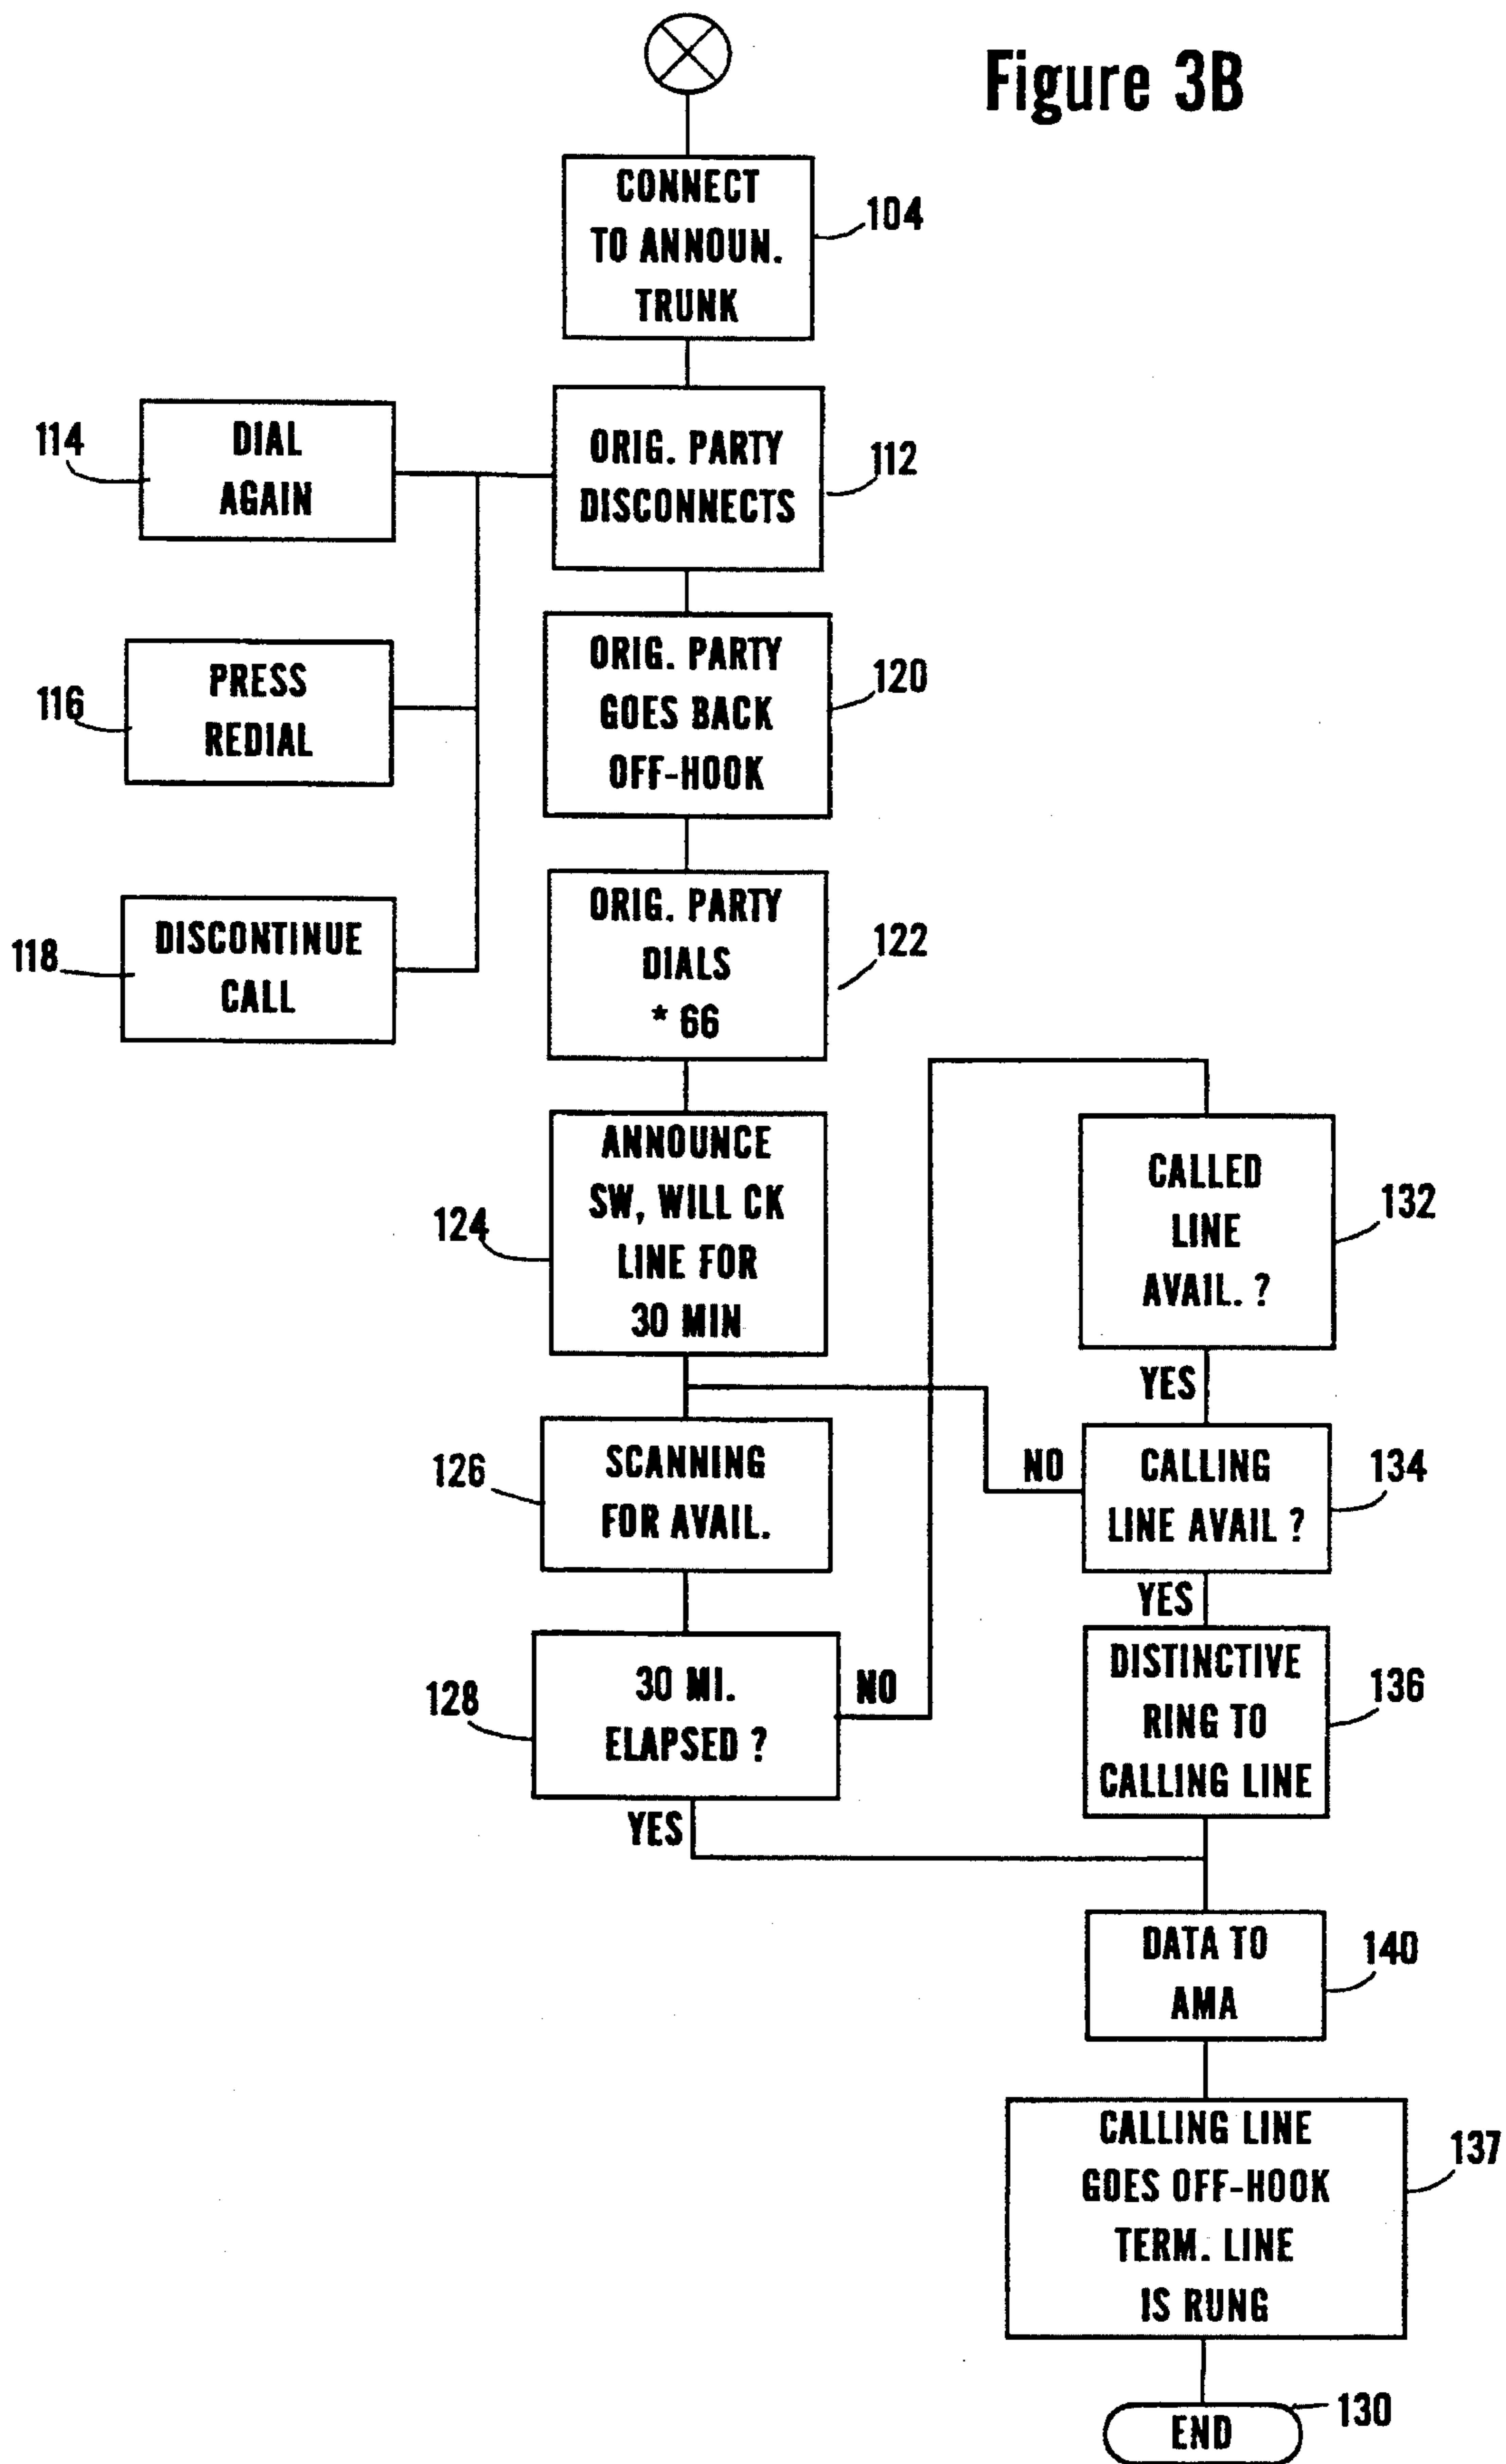 Figure 3B
CONNECT
TO ANNOUN.
TRUNK
104
114
DIAL
AGAIN
ORIG. PARTY
DISCONNECTS
112
116
PRESS
REDIAL
ORIG. PARTY
GOES BACK
OFF-HOOK
120
118
DISCONTINUE
CALL
ORIG. PARTY
DIALS
* 66
122
124
ANNOUNCE
SW, WILL CK
LINE FOR
30 MIN
CALLED
LINE
AVAIL. ?
132
YES
126
SCANNING
FOR AVAIL.
NO
CALLING
LINE AVAIL ?
134
YES
128
30 MI.
ELAPSED ?
NO
YES
DISTINCTIVE
RING TO
CALLING LINE
136
DATA TO
AMA
140
CALLING LINE
GOES OFF-HOOK
TERM. LINE
IS RUNG
137
END
130